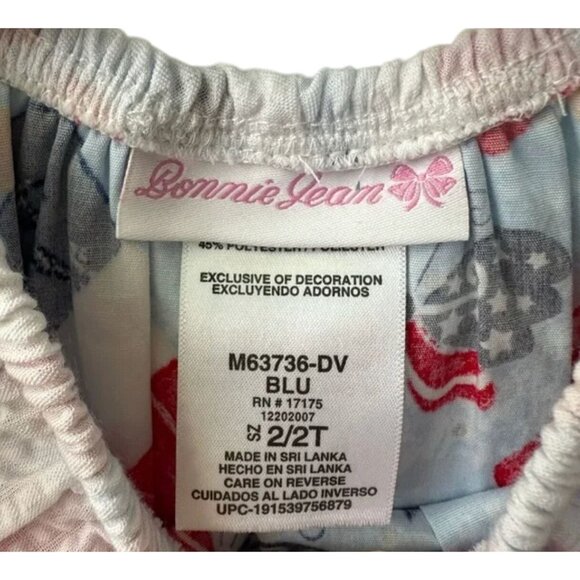 Bonnie Jean
45% POLYESTER / POLIESTER
EXCLUSIVE OF DECORATION
EXCLUYENDO ADORNOS
M63736-DV
BLU
RN # 17175
12202007
SZ 2/2T
MADE IN SRI LANKA
HECHO EN SRI LANKA
CARE ON REVERSE
CUIDADOS AL LADO INVERSO
UPC-191539756879